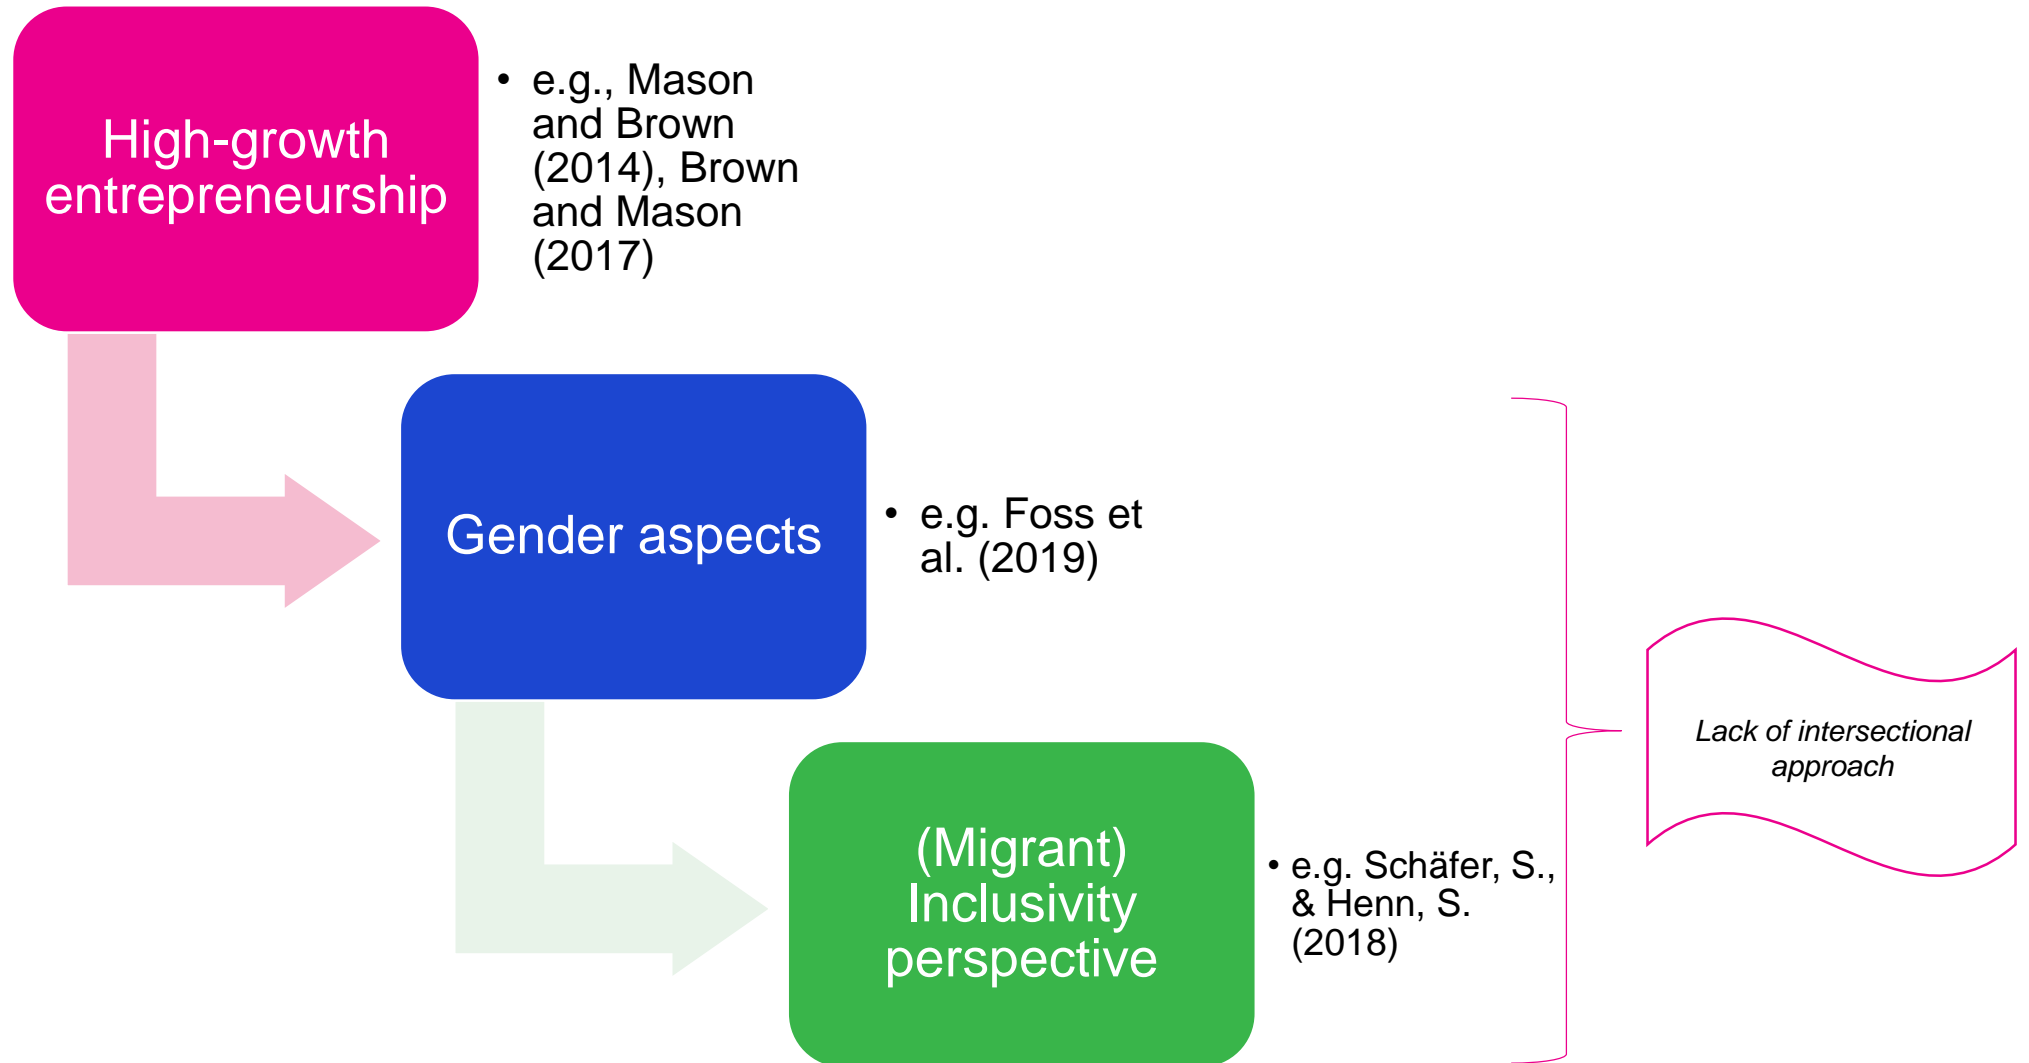 High-growth
entrepreneurship
• e.g., Mason
and Brown
(2014), Brown
and Mason
(2017)
Gender aspects
• e.g. Foss et
al. (2019)
(Migrant)
Inclusivity
perspective
• e.g. Schäfer, S.,
& Henn, S.
(2018)
Lack of intersectional
approach